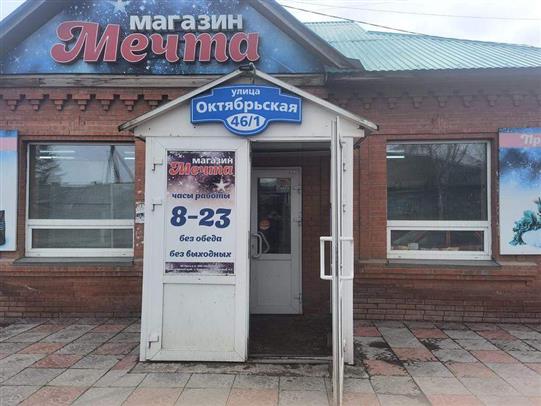 магазин
Мечта
улица
Октябрьская
46/1
магазин
Мечта
часы работы
8-23
без обеда
без выходных